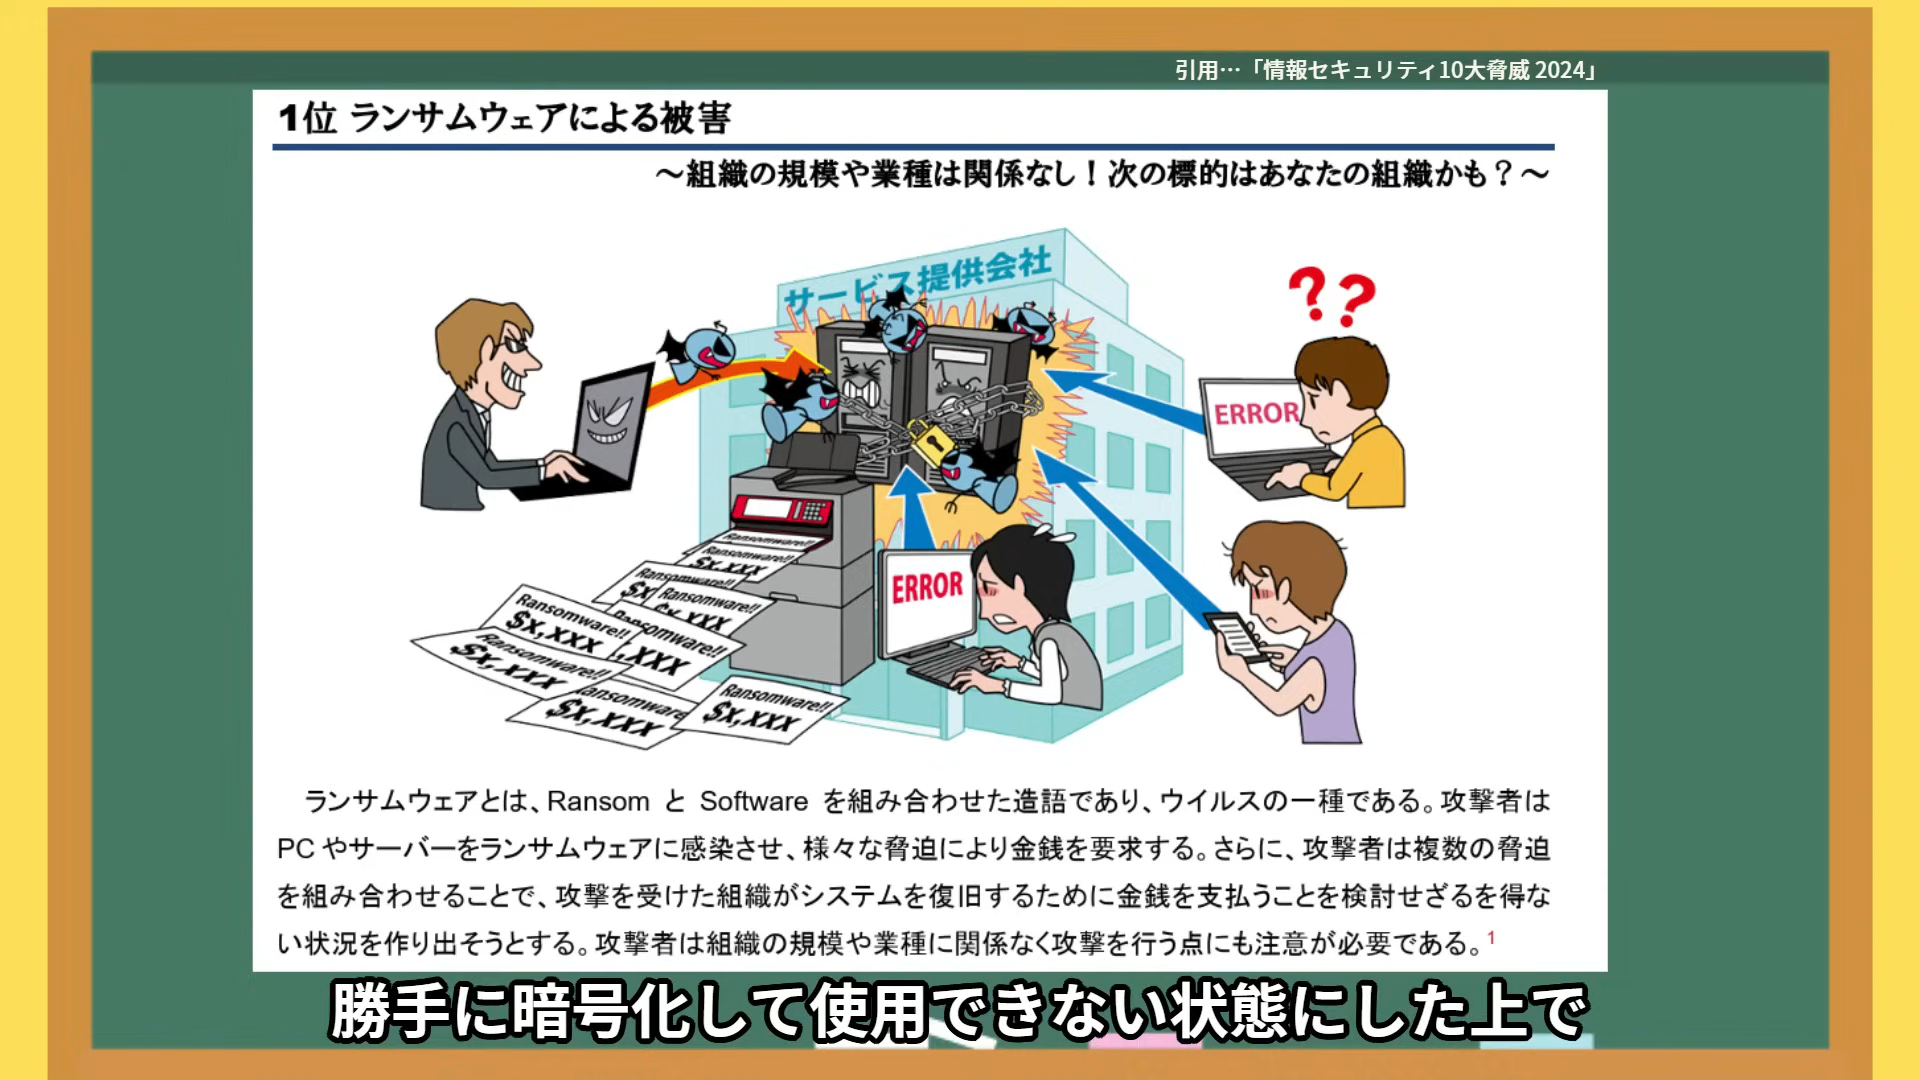 引用…「情報セキュリティ10大脅威 2024」
1位 ランサムウェアによる被害
～組織の規模や業種は関係なし！次の標的はあなたの組織かも？～
サービス提供会社
??
ERROR
ERROR
Ransomware!!
Ransomware!!
$x,xxx
Ransomware!!
$x
Ransomware!!
$x,xxx
Ransomware!!
$x,xxx
Ransomware!!
,xxx
Ransomware!!
$x,xxx
Ransomware
$x,xxx
Ransomware!!
$x,xxx
ランサムウェアとは、Ransom と Software を組み合わせた造語であり、ウイルスの一種である。攻撃者は
PC やサーバーをランサムウェアに感染させ、様々な脅迫により金銭を要求する。さらに、攻撃者は複数の脅迫
を組み合わせることで、攻撃を受けた組織がシステムを復旧するために金銭を支払うことを検討せざるを得な
い状況を作り出そうとする。攻撃者は組織の規模や業種に関係なく攻撃を行う点にも注意が必要である。1
勝手に暗号化して使用できない状態にした上で